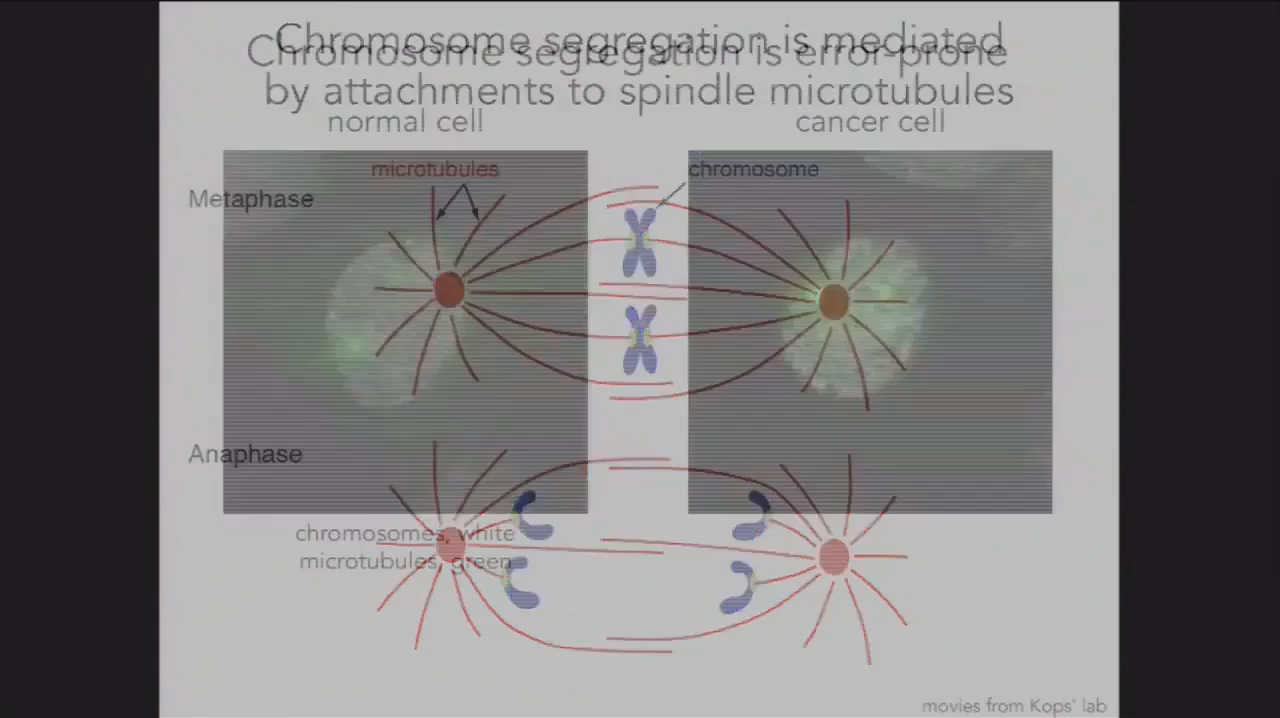 Chromosome segregation is mediated
Chromosome segregation is error-prone
by attachments to spindle microtubules
normal cell
cancer cell
microtubules
chromosome
Metaphase
Anaphase
chromosomes, white
microtubules, green
movies from Kops' lab